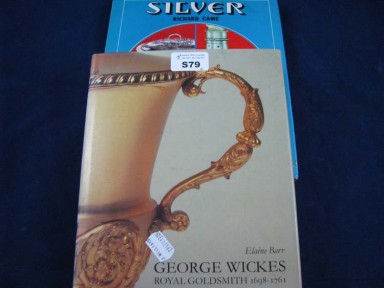 SILVER
RICHARD CAME
S79
Elaine Barr
GEORGE WICKES
ROYAL GOLDSMITH 1698-1761